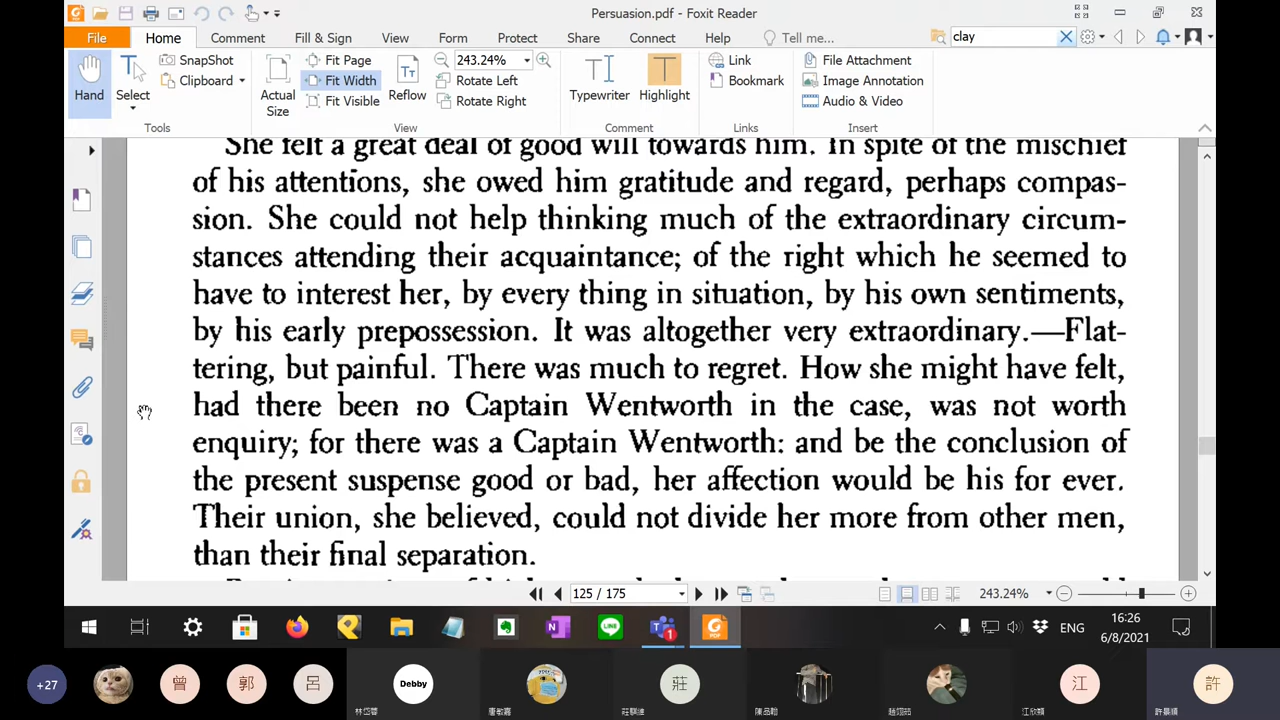 Persuasion.pdf - Foxit Reader
File Home Comment Fill & Sign View Form Protect Share Connect Help Tell me... clay
Hand
Select
SnapShot
Clipboard
Tools
Actual Size
Fit Page
Fit Width
Fit Visible
Reflow
243.24%
Rotate Left
Rotate Right
View
Typewriter
Highlight
Comment
Link
Bookmark
Links
File Attachment
Image Annotation
Audio & Video
Insert
She felt a great deal of good will towards him. In spite of the mischief
of his attentions, she owed him gratitude and regard, perhaps compas-
sion. She could not help thinking much of the extraordinary circum-
stances attending their acquaintance; of the right which he seemed to
have to interest her, by every thing in situation, by his own sentiments,
by his early prepossession. It was altogether very extraordinary.—Flat-
tering, but painful. There was much to regret. How she might have felt,
had there been no Captain Wentworth in the case, was not worth
enquiry; for there was a Captain Wentworth: and be the conclusion of
the present suspense good or bad, her affection would be his for ever.
Their union, she believed, could not divide her more from other men,
than their final separation.
125 / 175
243.24%
ENG
16:26
6/8/2021
+27
曾
郭
呂
Debby
莊
江
許